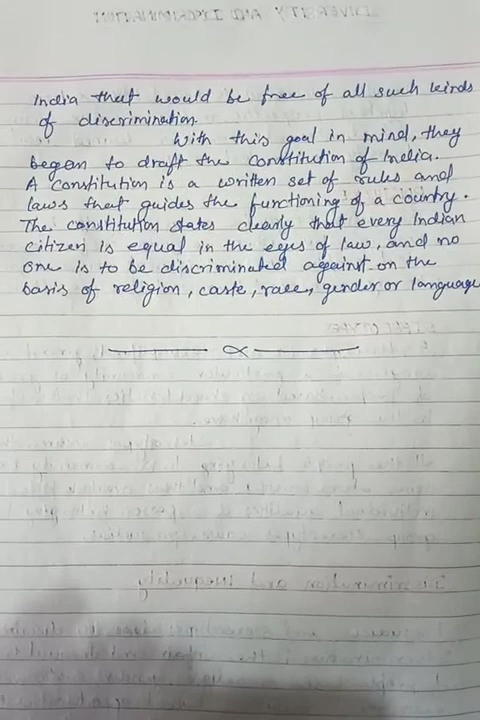 India that would be free of all such kinds
of discrimination.
With this goal in mind, they
began to draft the constitution of India.
A constitution is a written set of rules and
laws that guides the functioning of a country.
The constitution states clearly that every Indian
citizen is equal in the eyes of law, and no
one is to be discriminated against on the
basis of religion, caste, race, gender or language